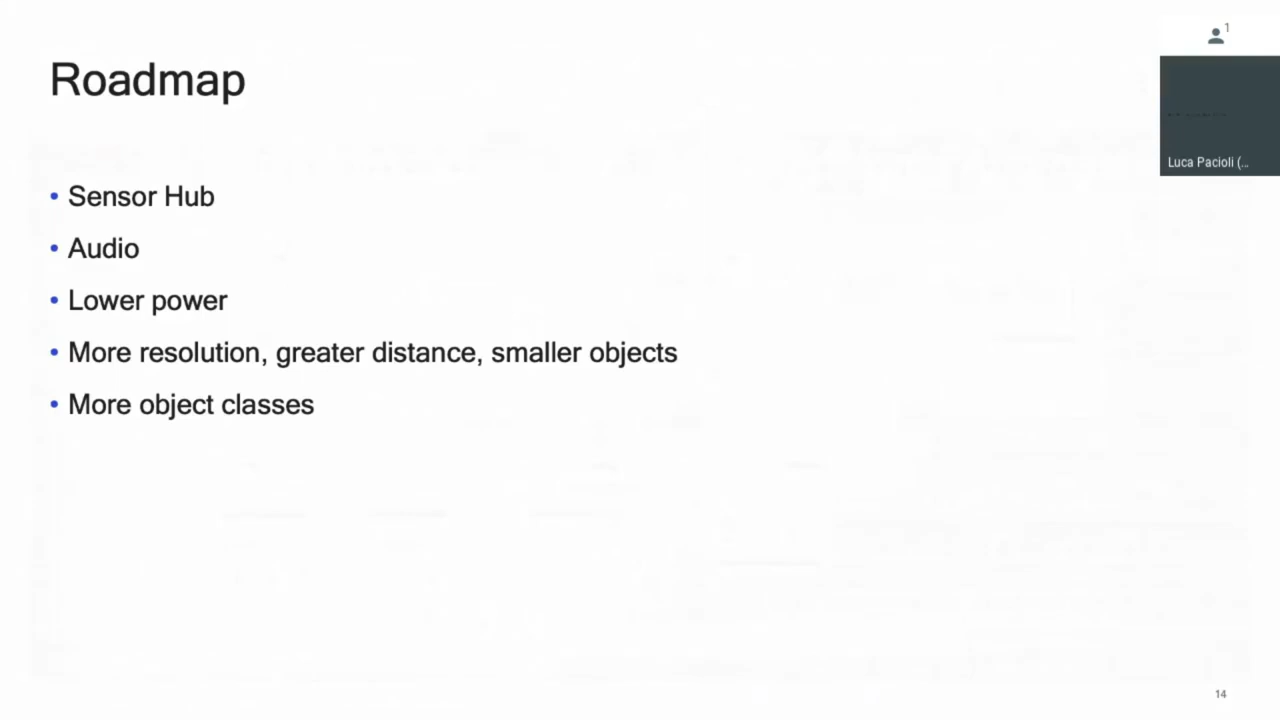 1
Roadmap
Luca Pacioli (...
• Sensor Hub
• Audio
• Lower power
• More resolution, greater distance, smaller objects
• More object classes
14